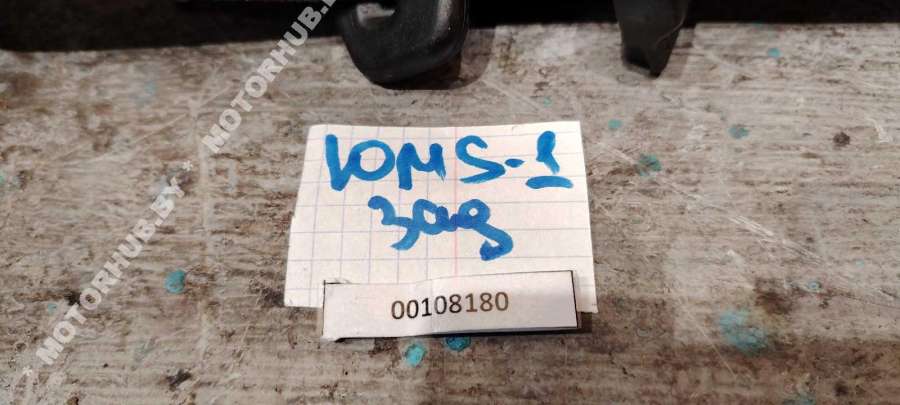 * MOTORHUB.BY * MOTORHUB.BY *
ЮМS-1
зад
00108180